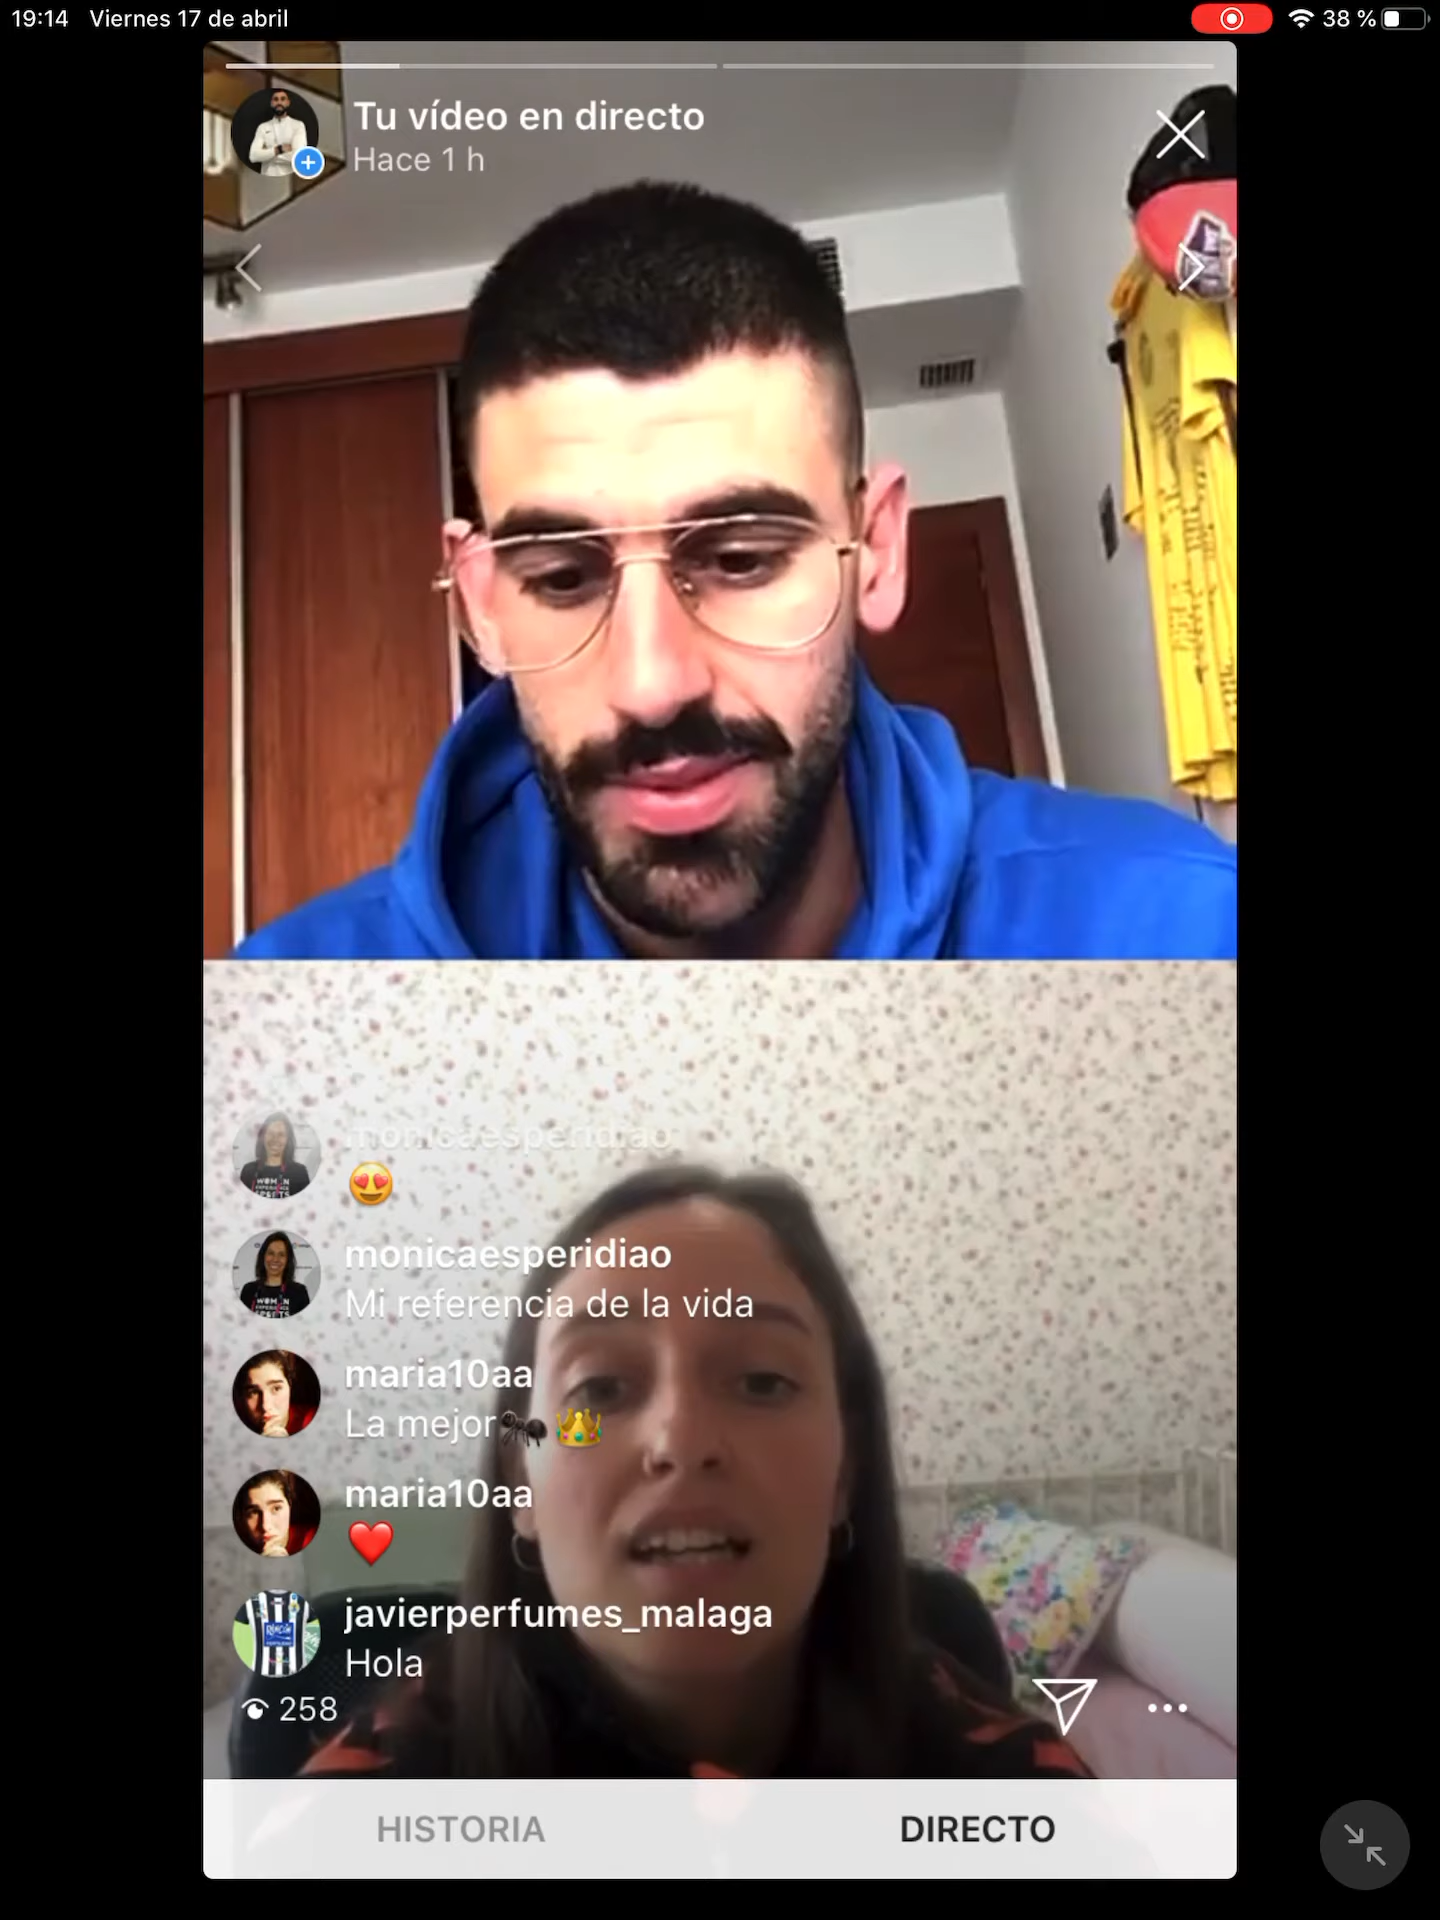 19:14 Viernes 17 de abril
38 %
Tu vídeo en directo
Hace 1 h
monicaesperidiao
😍
monicaesperidiao
Mi referencia de la vida
maria10aa
La mejor🐜👑
maria10aa
❤️
javierperfumes_malaga
Hola
258
HISTORIA
DIRECTO